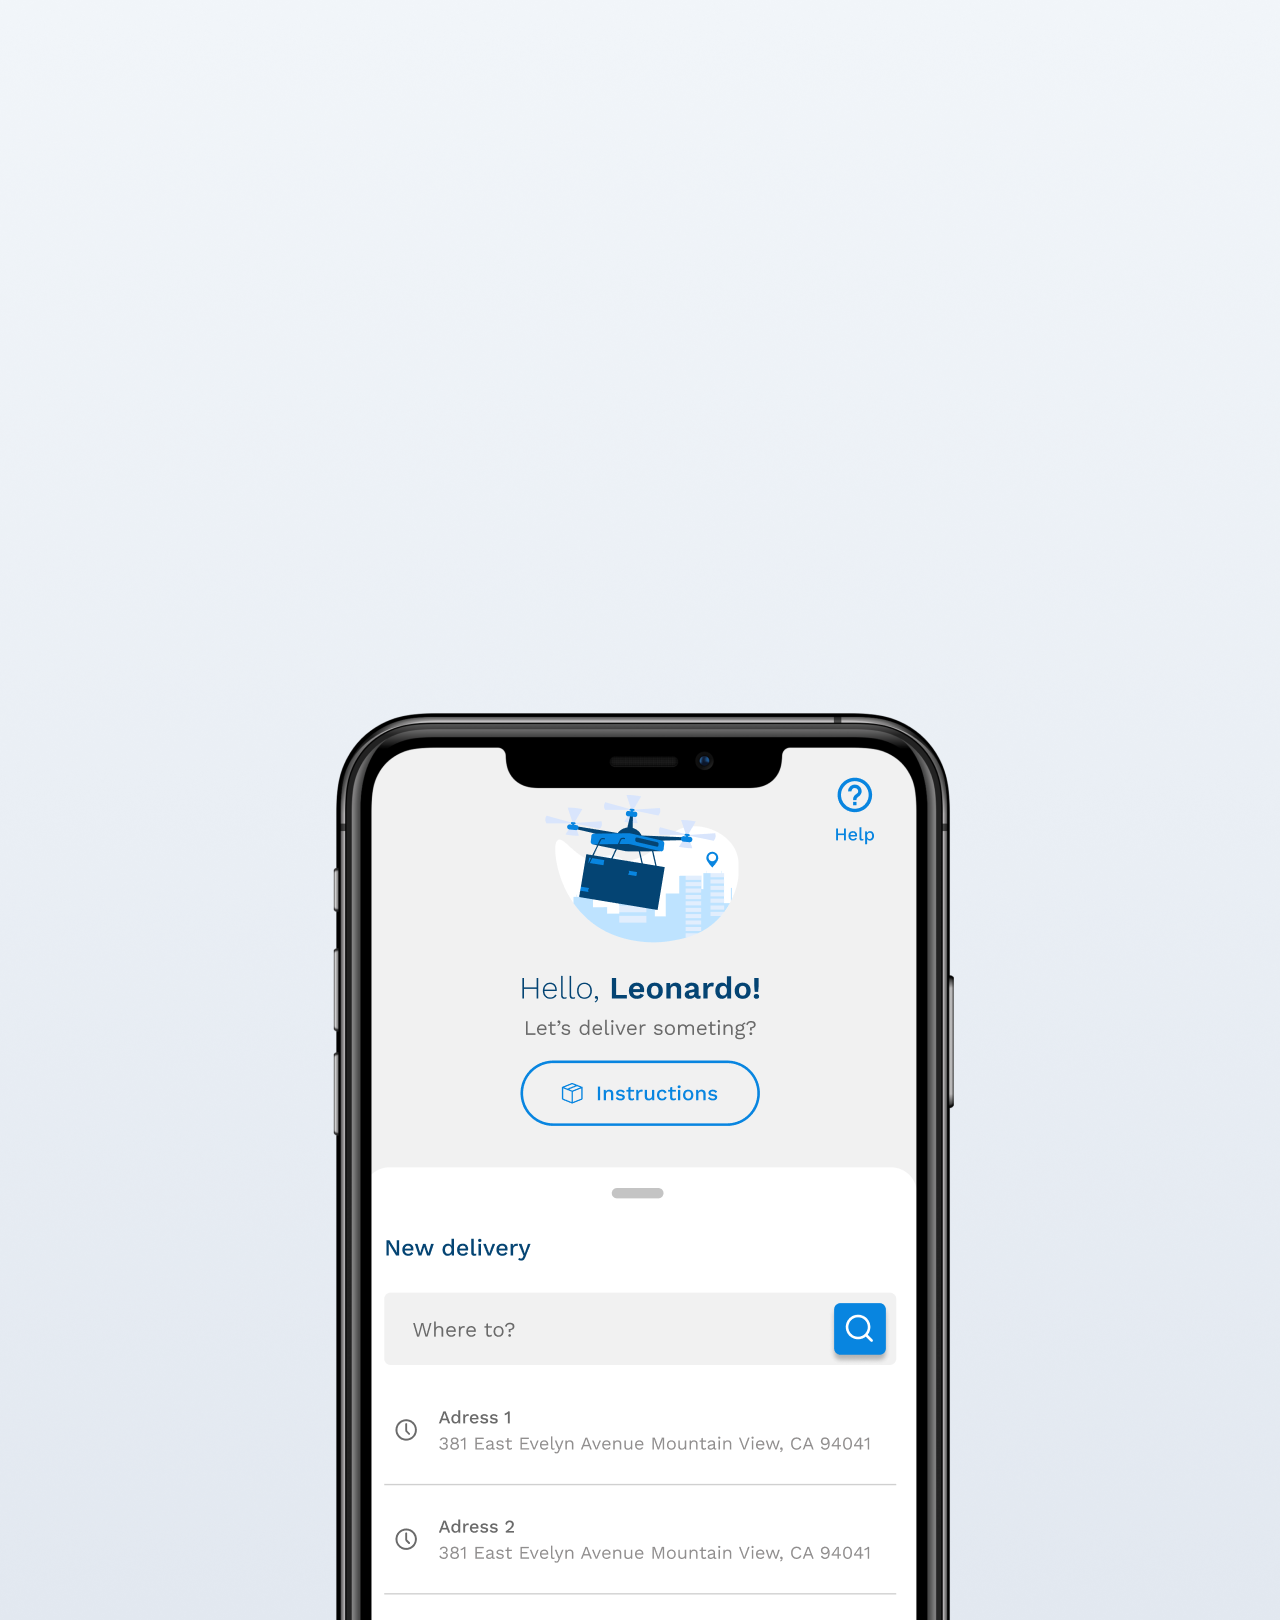 Help
Hello, Leonardo!
Let’s deliver someting?
Instructions
New delivery
Where to?
Adress 1
381 East Evelyn Avenue Mountain View, CA 94041
Adress 2
381 East Evelyn Avenue Mountain View, CA 94041